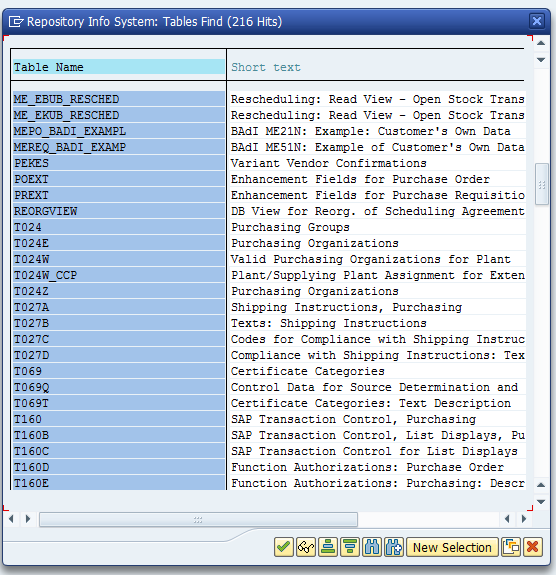 Repository Info System: Tables Find (216 Hits)
Table Name Short text
ME_EBUB_RESCHED Rescheduling: Read View - Open Stock Trans
ME_EKUB_RESCHED Rescheduling: Read View - Open Stock Trans
MEPO_BADI_EXAMPL BAdI ME21N: Example: Customer's Own Data
MEREQ_BADI_EXAMP BAdI ME51N: Example of Customer's Own Data
PEKES Variant Vendor Confirmations
POEXT Enhancement Fields for Purchase Order
PREXT Enhancement Fields for Purchase Requisitio
REORGVIEW DB View for Reorg. of Scheduling Agreement
T024 Purchasing Groups
T024E Purchasing Organizations
T024W Valid Purchasing Organizations for Plant
T024W_CCP Plant/Supplying Plant Assignment for Exten
T024Z Purchasing Organizations
T027A Shipping Instructions, Purchasing
T027B Texts: Shipping Instructions
T027C Codes for Compliance with Shipping Instruc
T027D Compliance with Shipping Instructions: Tex
T069 Certificate Categories
T069Q Control Data for Source Determination and
T069T Certificate Categories: Text Description
T160 SAP Transaction Control, Purchasing
T160B SAP Transaction Control, List Displays, Pu
T160C SAP Transaction Control for List Displays
T160D Function Authorizations: Purchase Order
T160E Function Authorizations: Purchasing: Descr
New Selection